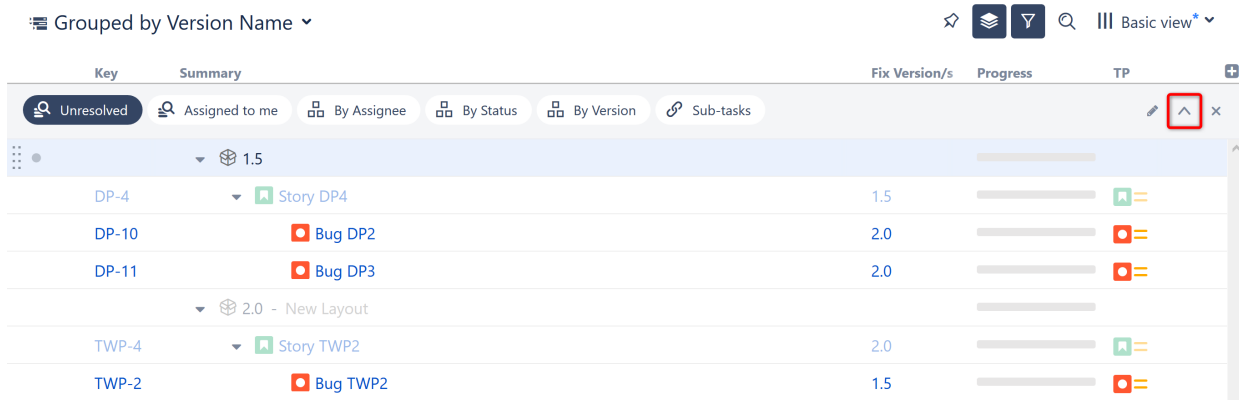 Grouped by Version Name
Basic view*
Key Summary Fix Version/s Progress TP
Unresolved Assigned to me By Assignee By Status By Version Sub-tasks
1.5
DP-4 Story DP4 1.5
DP-10 Bug DP2 2.0
DP-11 Bug DP3 2.0
2.0 - New Layout
TWP-4 Story TWP2 2.0
TWP-2 Bug TWP2 1.5